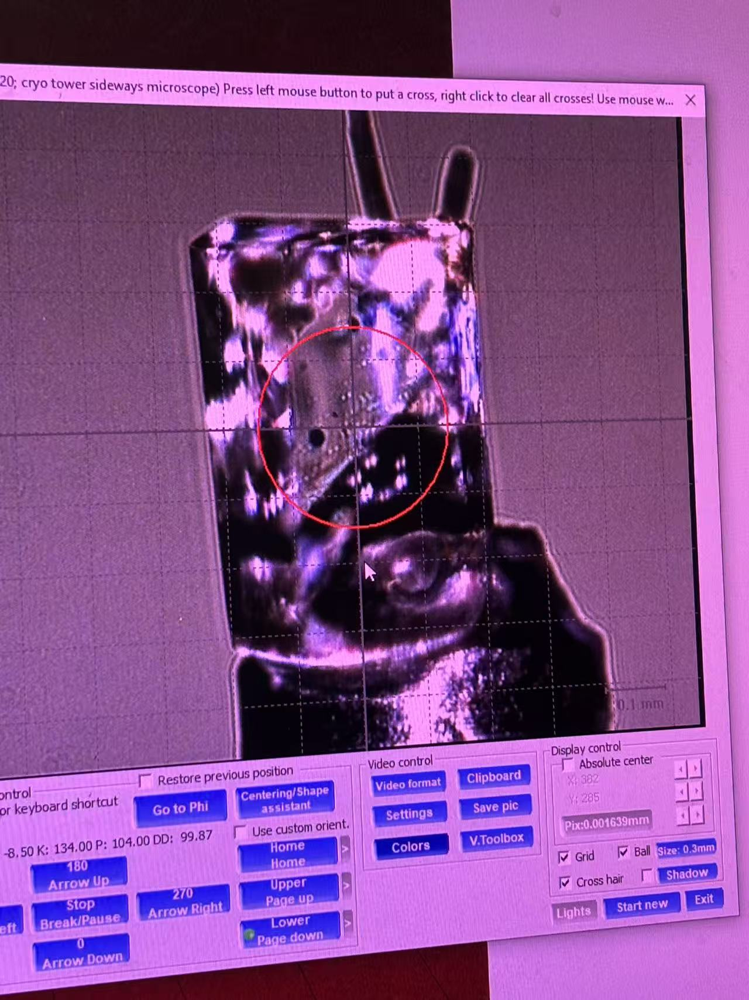 20; cryo tower sideways microscope) Press left mouse button to put a cross, right click to clear all crosses! Use mouse w...
0.1 mm
ontrol
or keyboard shortcut
Restore previous position
Go to Phi
Centering/Shape
assistant
-8.50 K: 134.00 P: 104.00 DD: 99.87
Use custom orient.
180
Arrow Up
Home
Home
>
Stop
Break/Pause
270
Arrow Right
Upper
Page up
>
eft
0
Arrow Down
Lower
Page down
>
Video control
Video format
Clipboard
Settings
Save pic
Colors
V.Toolbox
Display control
Absolute center
X: 382
Y: 285
Pix:0.001639mm
Grid
Ball
Size: 0.3mm
Cross hair
Shadow
Lights
Start new
Exit